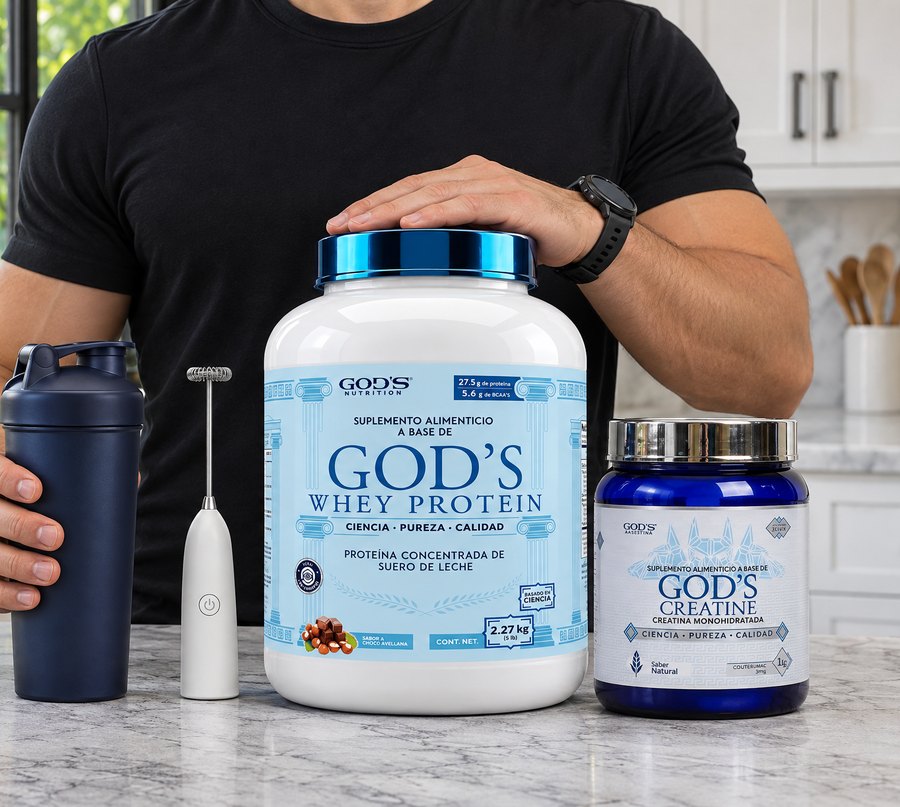 GOD'S®
NUTRITION
27.5 g de proteína
5.6 g de BCAA'S
SUPLEMENTO ALIMENTICIO
A BASE DE
GOD'S
WHEY PROTEIN
CIENCIA · PUREZA · CALIDAD
PROTEÍNA CONCENTRADA DE
SUERO DE LECHE
BASADO EN
CIENCIA
SABOR A
CHOCO AVELLANA
CONT. NET.
2.27 kg
(5 lb)
GOD'S
SUPLEMENTO ALIMENTICIO A BASE DE
GOD'S
CREATINE
CREATINA MONOHIDRATADA
CIENCIA · PUREZA · CALIDAD
Saber
Natural
1kg